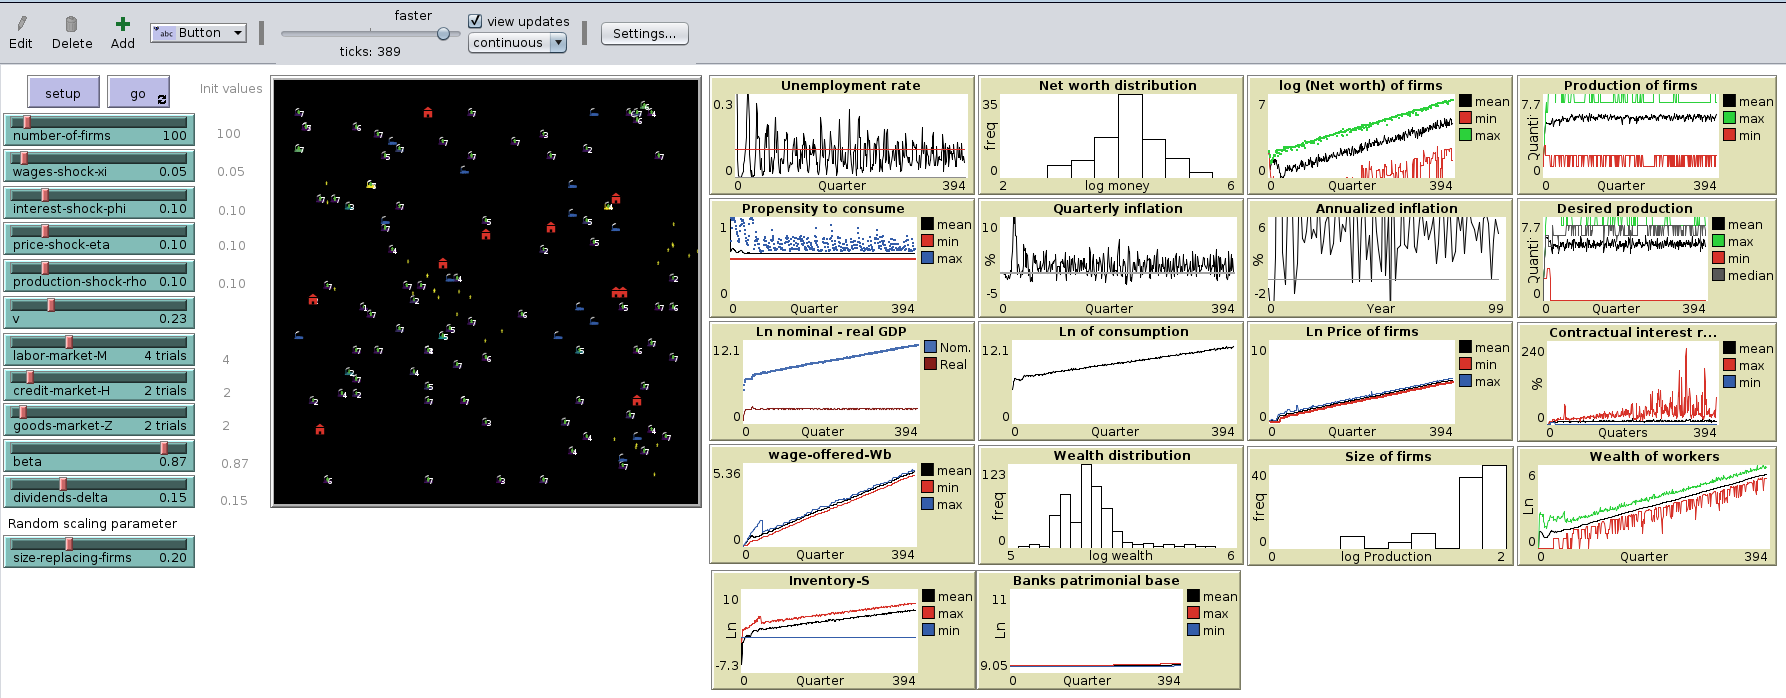 faster
Edit Delete Add abc Button view updates
continuous Settings...
ticks: 389
setup go Init values
number-of-firms 100 100
wages-shock-xi 0.05 0.05
interest-shock-phi 0.10 0.10
price-shock-eta 0.10 0.10
production-shock-rho 0.10 0.10
v 0.23
labor-market-M 4 trials 4
credit-market-H 2 trials 2
goods-market-Z 2 trials 2
beta 0.87 0.87
dividends-delta 0.15 0.15
Random scaling parameter
size-replacing-firms 0.20
Unemployment rate
0.3
0
0 Quarter 394
Net worth distribution
35
freq
0
2 log money 6
log (Net worth) of firms
7
0
0 Quarter 394
mean
min
max
Production of firms
7.7
Quanti
0
0 Quarter 394
mean
max
min
Propensity to consume
1
0
0 Quarter 394
mean
min
max
Quarterly inflation
10
%
-5
0 Quarter 394
Annualized inflation
6
%
-2
0 Year 99
Desired production
7.7
Quanti
0
0 Quarter 394
mean
max
min
median
Ln nominal - real GDP
12.1
0
0 Quater 394
Nom.
Real
Ln of consumption
12.1
0
0 Quarter 394
Ln Price of firms
10
0
0 Quarter 394
mean
min
max
Contractual interest r...
240
%
0
0 Quaters 394
mean
max
min
wage-offered-Wb
5.36
0
0 Quarter 394
mean
min
max
Wealth distribution
123
freq
0
5 log wealth 6
Size of firms
40
freq
0
0 log Production 2
Wealth of workers
6
Ln
0
0 Quarter 394
mean
max
min
Inventory-S
10
Ln
-7.3
0 Quarter 394
mean
max
min
Banks patrimonial base
11
Ln
9.05
0 Quarter 394
mean
max
min